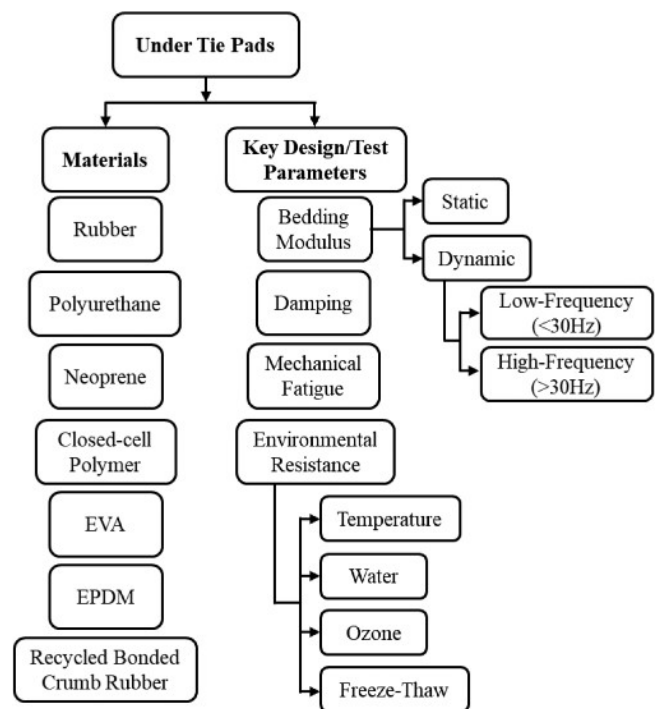 Under Tie Pads
Materials
Rubber
Polyurethane
Neoprene
Closed-cell
Polymer
EVA
EPDM
Recycled Bonded
Crumb Rubber
Key Design/Test
Parameters
Bedding
Modulus
Static
Dynamic
Low-Frequency
(<30Hz)
High-Frequency
(>30Hz)
Damping
Mechanical
Fatigue
Environmental
Resistance
Temperature
Water
Ozone
Freeze-Thaw